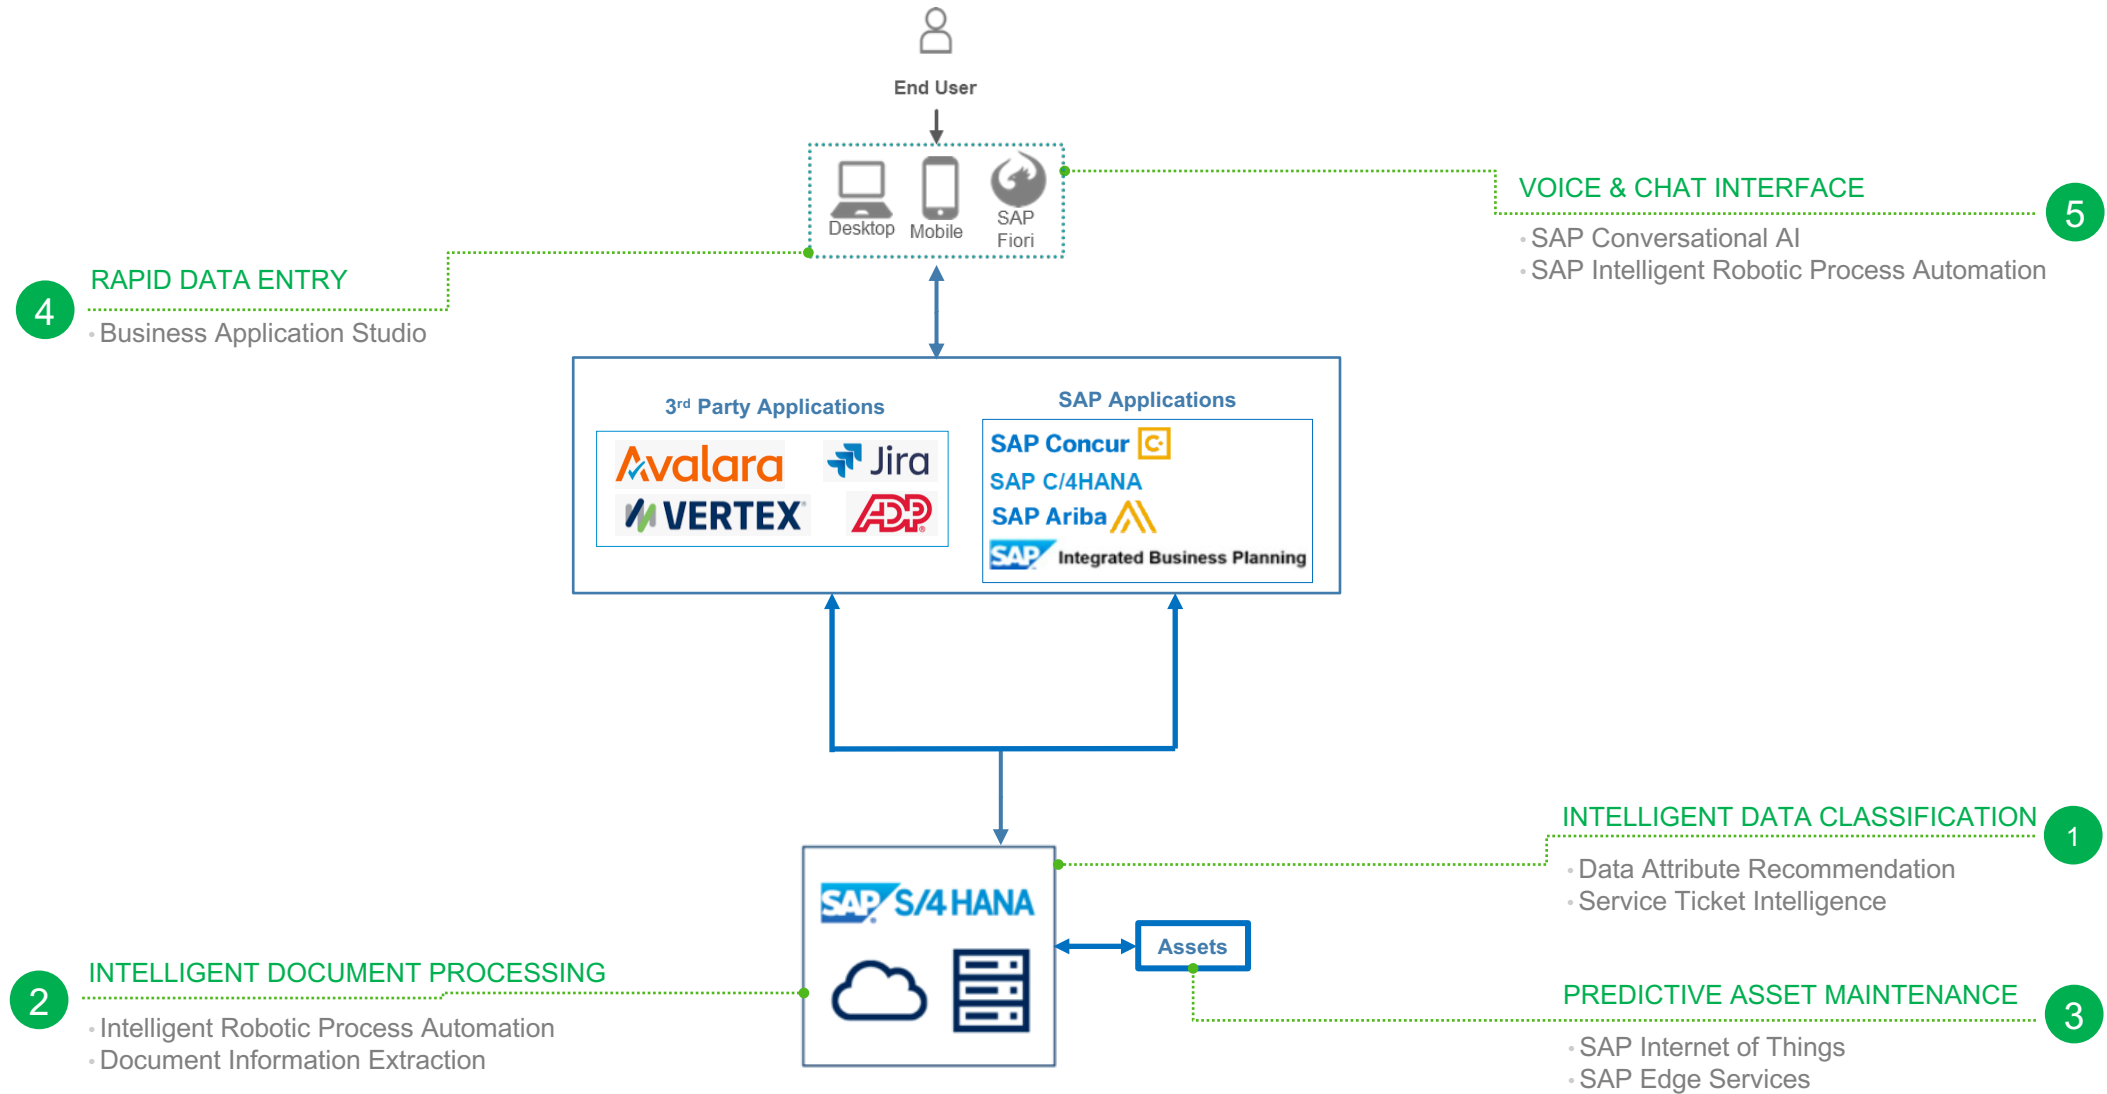 End User
Desktop
Mobile
SAP
Fiori
VOICE & CHAT INTERFACE
5
• SAP Conversational AI
• SAP Intelligent Robotic Process Automation
RAPID DATA ENTRY
4
• Business Application Studio
3rd Party Applications
Avalara
Jira
VERTEX
ADP
SAP Applications
SAP Concur C
SAP C/4HANA
SAP Ariba
SAP Integrated Business Planning
INTELLIGENT DATA CLASSIFICATION
1
• Data Attribute Recommendation
• Service Ticket Intelligence
SAP S/4 HANA
Assets
INTELLIGENT DOCUMENT PROCESSING
2
• Intelligent Robotic Process Automation
• Document Information Extraction
PREDICTIVE ASSET MAINTENANCE
3
• SAP Internet of Things
• SAP Edge Services